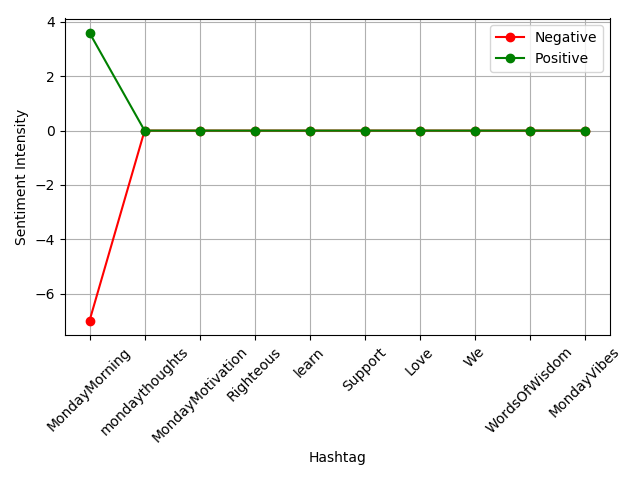 4
2
0
−2
−4
−6
Sentiment Intensity
Negative
Positive
MondayMorning
mondaythoughts
MondayMotivation
Righteous
learn
Support
Love
We
WordsOfWisdom
MondayVibes
Hashtag